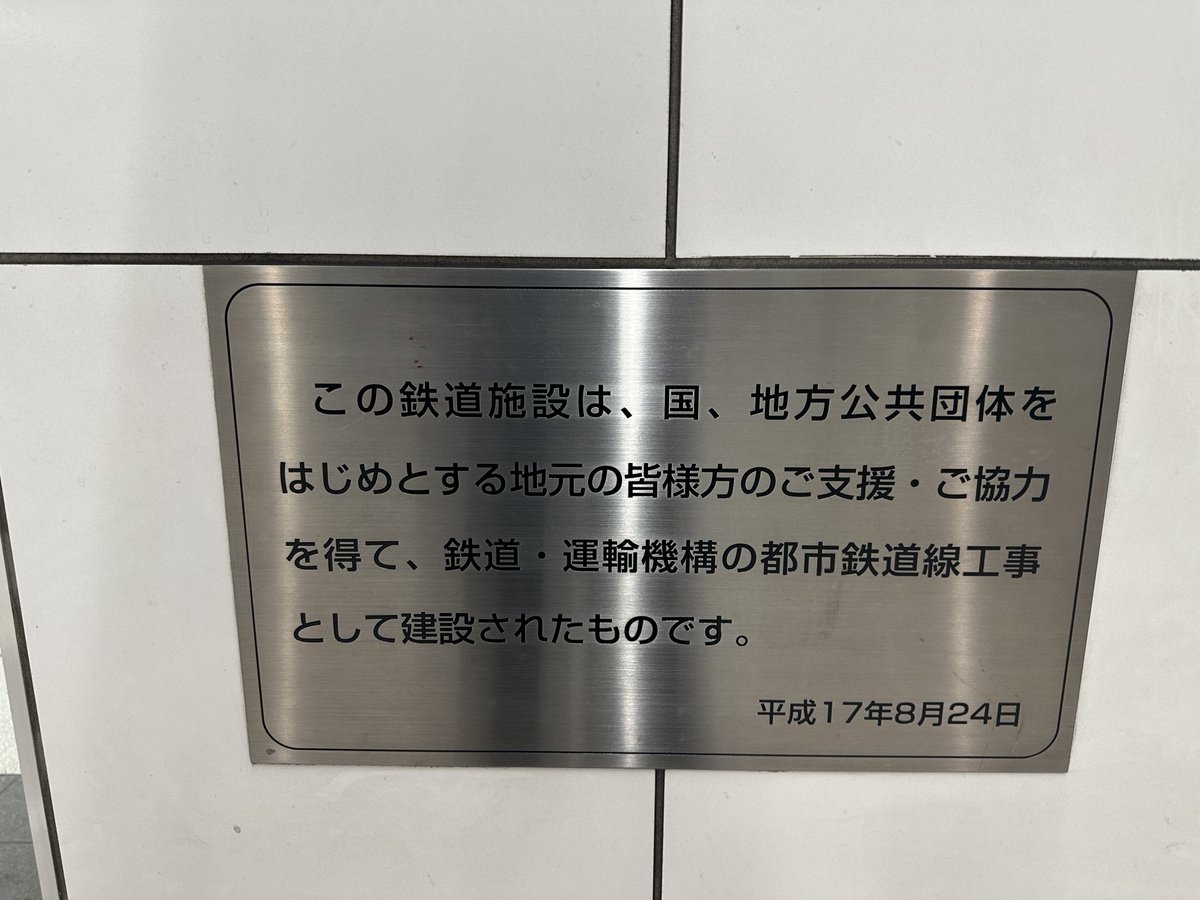 この鉄道施設は、国、地方公共団体を
はじめとする地元の皆様方のご支援・ご協力
を得て、鉄道・運輸機構の都市鉄道線工事
として建設されたものです。
平成17年8月24日